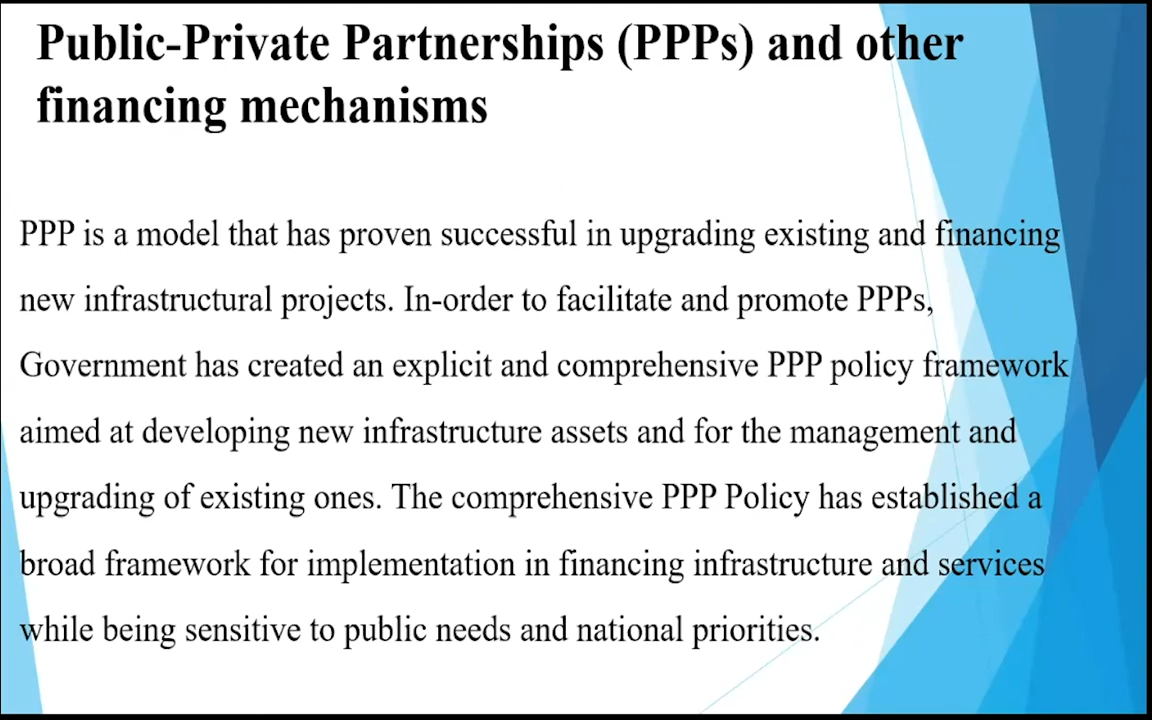 Public-Private Partnerships (PPPs) and other
financing mechanisms
PPP is a model that has proven successful in upgrading existing and financing
new infrastructural projects. In-order to facilitate and promote PPPs,
Government has created an explicit and comprehensive PPP policy framework
aimed at developing new infrastructure assets and for the management and
upgrading of existing ones. The comprehensive PPP Policy has established a
broad framework for implementation in financing infrastructure and services
while being sensitive to public needs and national priorities.